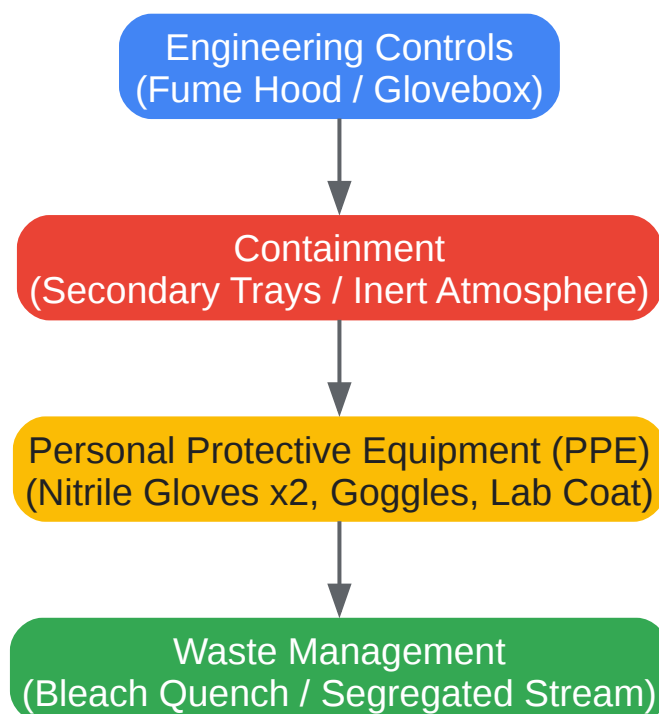 Engineering Controls
(Fume Hood / Glovebox)
Containment
(Secondary Trays / Inert Atmosphere)
Personal Protective Equipment (PPE)
(Nitrile Gloves x2, Goggles, Lab Coat)
Waste Management
(Bleach Quench / Segregated Stream)